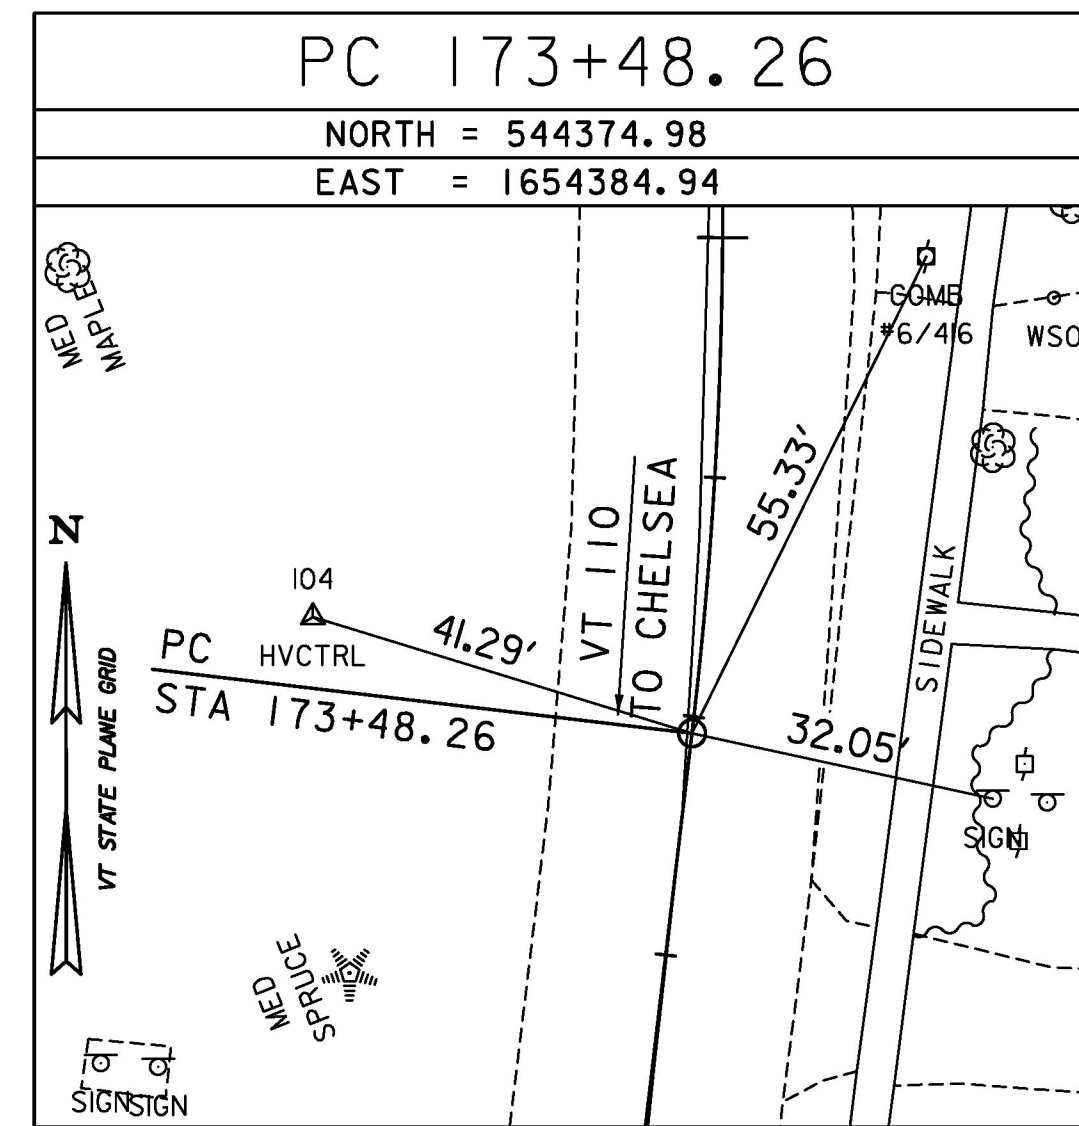 PC 173+48.26
NORTH = 544374.98
EAST = 1654384.94
MED
MAPLE
COMB
#6/416
WSO
55.33'
N
VT STATE PLANE GRID
104
HVCTRL
41.29'
VT 110
TO CHELSEA
SIDEWALK
PC
STA 173+48.26
32.05'
SIGN
MED
SPRUCE
SIGN
SIGN